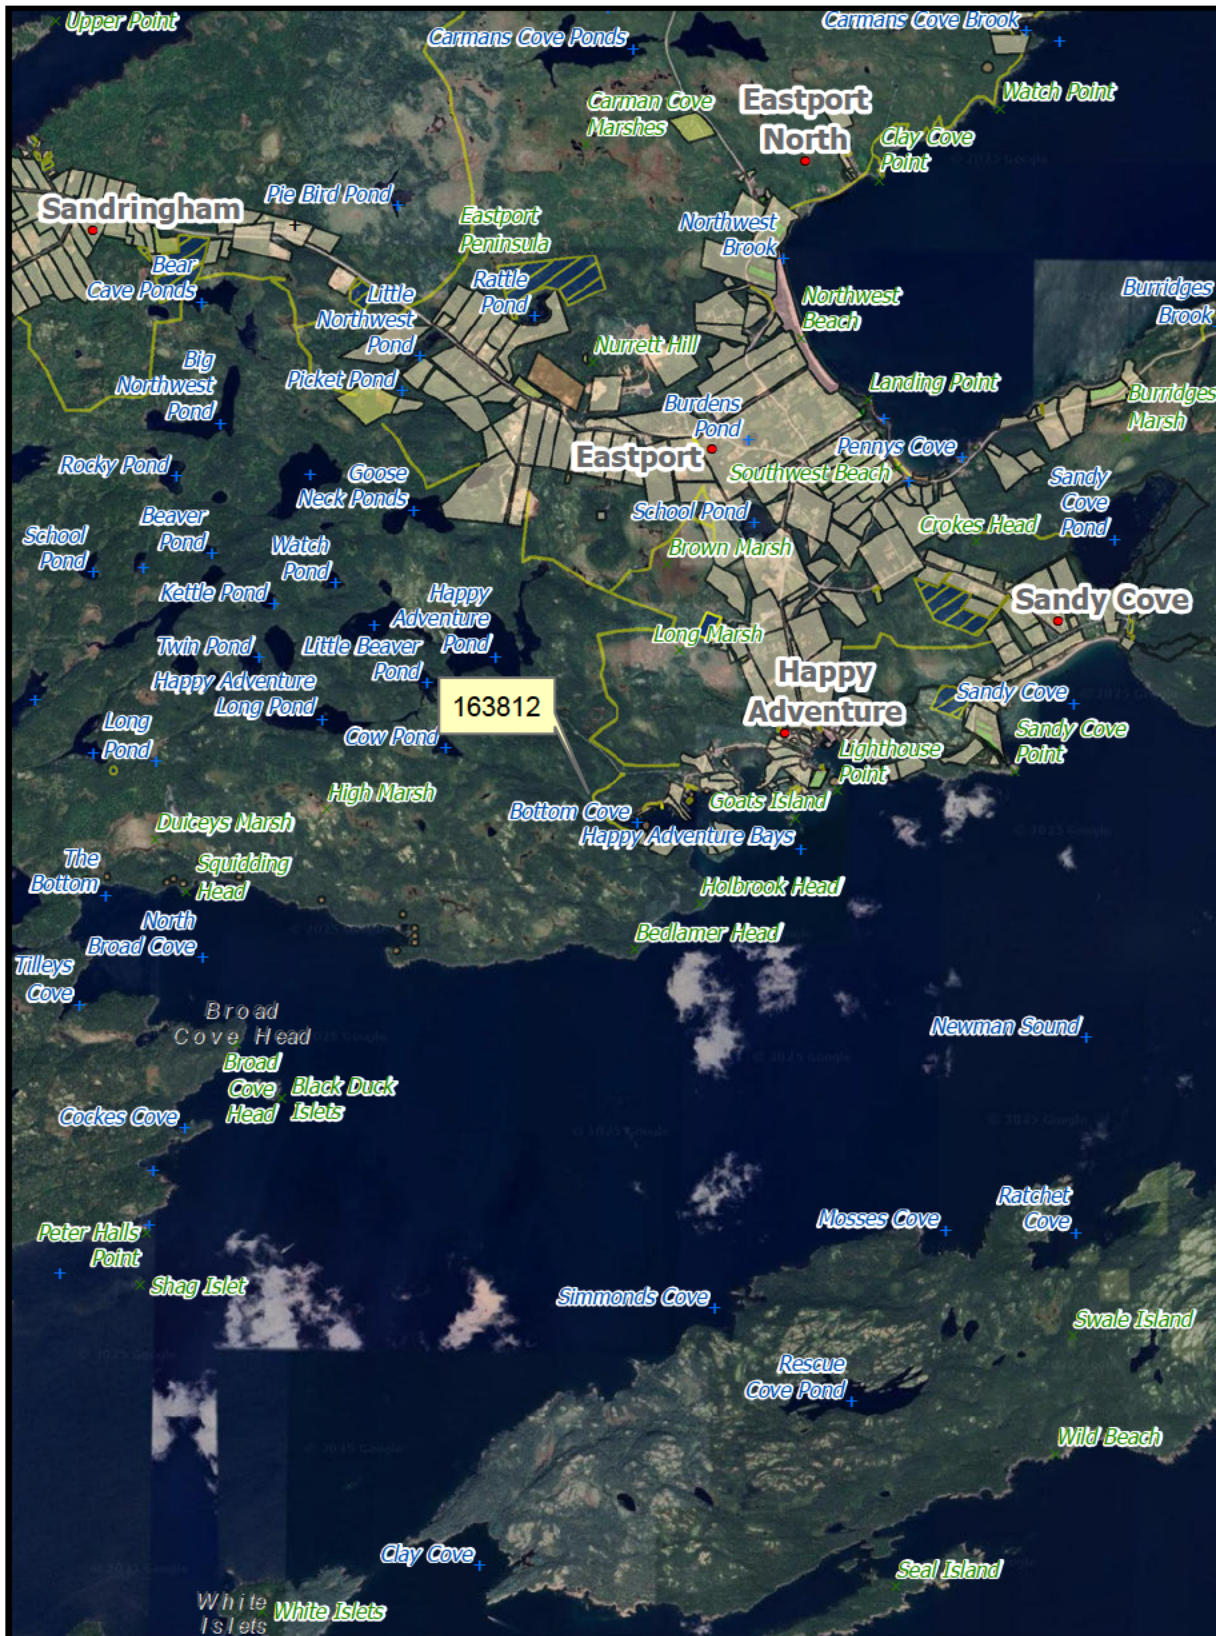 Upper Point
Carmans Cove Ponds
Carmans Cove Brook
Carman Cove
Marshes
Eastport
North
Watch Point
Clay Cove
Point
Sandringham
Pie Bird Pond
Eastport
Peninsula
Northwest
Brook
Bear
Cave Ponds
Rattle
Pond
Little
Northwest
Pond
Northwest
Beach
Burridges
Brook
Nurrett Hill
Big
Northwest
Pond
Picket Pond
Landing Point
Burridges
Marsh
Burdens
Pond
Eastport
Pennys Cove
Southwest Beach
Rocky Pond
Goose
Neck Ponds
Sandy
Cove
Pond
Beaver
Pond
School Pond
Crokes Head
School
Pond
Watch
Pond
Brown Marsh
Kettle Pond
Happy
Adventure
Pond
Sandy Cove
Twin Pond
Little Beaver
Pond
Long Marsh
Happy Adventure
Long Pond
Happy
Adventure
Sandy Cove
163812
Long
Pond
Cow Pond
Lighthouse
Point
Sandy Cove
Point
High Marsh
Bottom Cove
Goats Island
Dulceys Marsh
Happy Adventure Bays
The
Bottom
Squidding
Head
Holbrook Head
North
Broad Cove
Bedlamer Head
Tilleys
Cove
Broad
Cove Head
Newman Sound
Broad
Cove
Head
Black Duck
Islets
Cockes Cove
Ratchet
Cove
Mosses Cove
Peter Halls
Point
Shag Islet
Simmonds Cove
Swale Island
Rescue
Cove Pond
Wild Beach
Clay Cove
Seal Island
White
Islets
White Islets